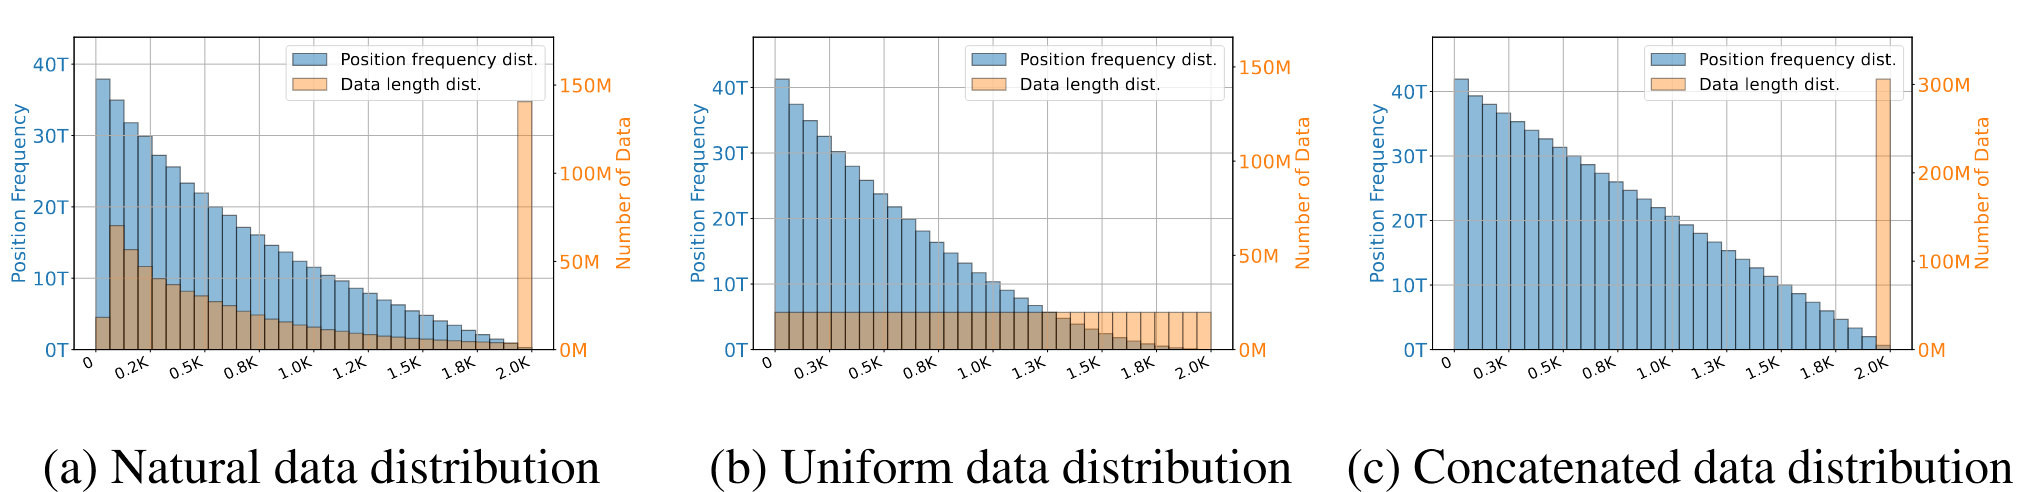 Position frequency dist.
Data length dist.
40T
30T
20T
10T
0T
Position Frequency
150M
100M
50M
0M
Number of Data
0 0.2K 0.5K 0.8K 1.0K 1.2K 1.5K 1.8K 2.0K
(a) Natural data distribution
Position frequency dist.
Data length dist.
40T
30T
20T
10T
0T
Position Frequency
150M
100M
50M
0M
Number of Data
0 0.3K 0.5K 0.8K 1.0K 1.3K 1.5K 1.8K 2.0K
(b) Uniform data distribution
Position frequency dist.
Data length dist.
40T
30T
20T
10T
0T
Position Frequency
300M
200M
100M
0M
Number of Data
0 0.3K 0.5K 0.8K 1.0K 1.3K 1.5K 1.8K 2.0K
(c) Concatenated data distribution